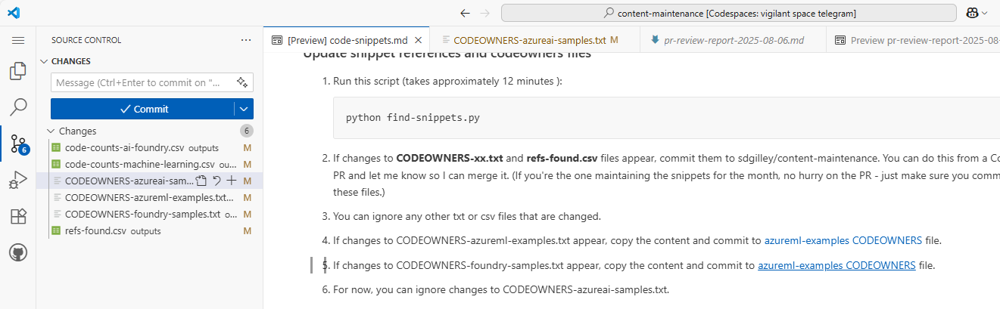 content-maintenance [Codespaces: vigilant space telegram]
SOURCE CONTROL
[Preview] code-snippets.md
CODEOWNERS-azureai-samples.txt M
pr-review-report-2025-08-06.md
Preview pr-review-report-2025-08-
CHANGES
Message (Ctrl+Enter to commit on "...
Commit
Changes 6
code-counts-ai-foundry.csv outputs M
code-counts-machine-learning.csv ou... M
CODEOWNERS-azureai-sam... M
CODEOWNERS-azureml-examples.txt... M
CODEOWNERS-foundry-samples.txt o... M
refs-found.csv outputs M
6
Update snippet references and codeowners files
1. Run this script (takes approximately 12 minutes ):
python find-snippets.py
2. If changes to CODEOWNERS-xx.txt and refs-found.csv files appear, commit them to sdgilley/content-maintenance. You can do this from a Co
PR and let me know so I can merge it. (If you're the one maintaining the snippets for the month, no hurry on the PR - just make sure you comm
these files.)
3. You can ignore any other txt or csv files that are changed.
4. If changes to CODEOWNERS-azureml-examples.txt appear, copy the content and commit to azureml-examples CODEOWNERS file.
5. If changes to CODEOWNERS-foundry-samples.txt appear, copy the content and commit to azureml-examples CODEOWNERS file.
6. For now, you can ignore changes to CODEOWNERS-azureai-samples.txt.